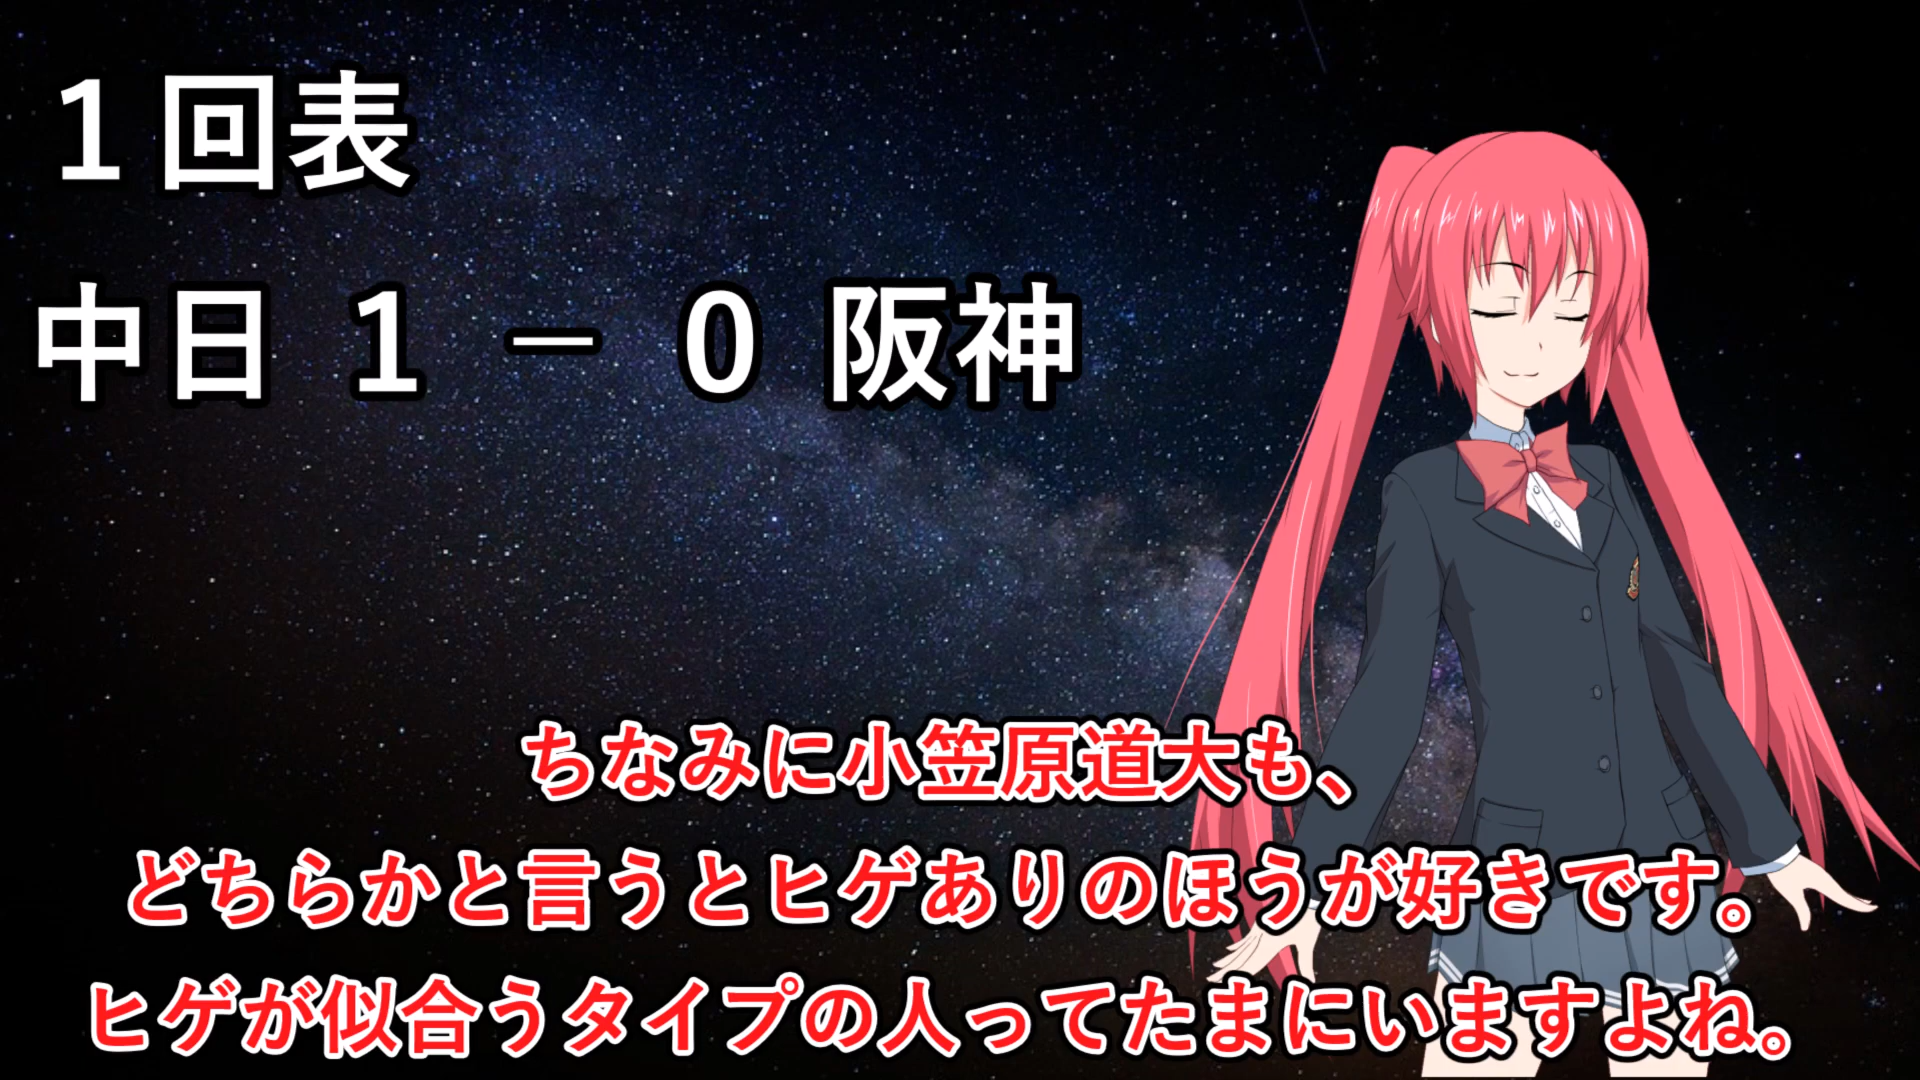 １回表
中日 １ － ０ 阪神
ちなみに小笠原道大も、
どちらかと言うとヒゲありのほうが好きです。
ヒゲが似合うタイプの人ってたまにいますよね。